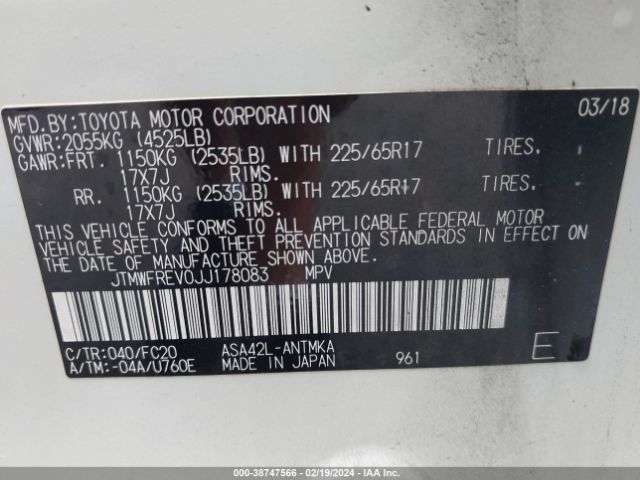 MFD.BY:TOYOTA MOTOR CORPORATION 03/18
GVWR:2055KG (4525LB)
GAWR:FRT. 1150KG (2535LB) WITH 225/65R17 TIRES.
17X7J RIMS.
RR. 1150KG (2535LB) WITH 225/65R17 TIRES.
17X7J RIMS.
THIS VEHICLE CONFORMS TO ALL APPLICABLE FEDERAL MOTOR
VEHICLE SAFETY AND THEFT PREVENTION STANDARDS IN EFFECT ON
THE DATE OF MANUFACTURE SHOWN ABOVE.
JTMWFREV0JJ178083 MPV
C/TR:040/FC20 ASA42L-ANTMKA
A/TM:-04A/U760E MADE IN JAPAN 961 E
000-38747566 - 02/19/2024 - IAA, Inc.